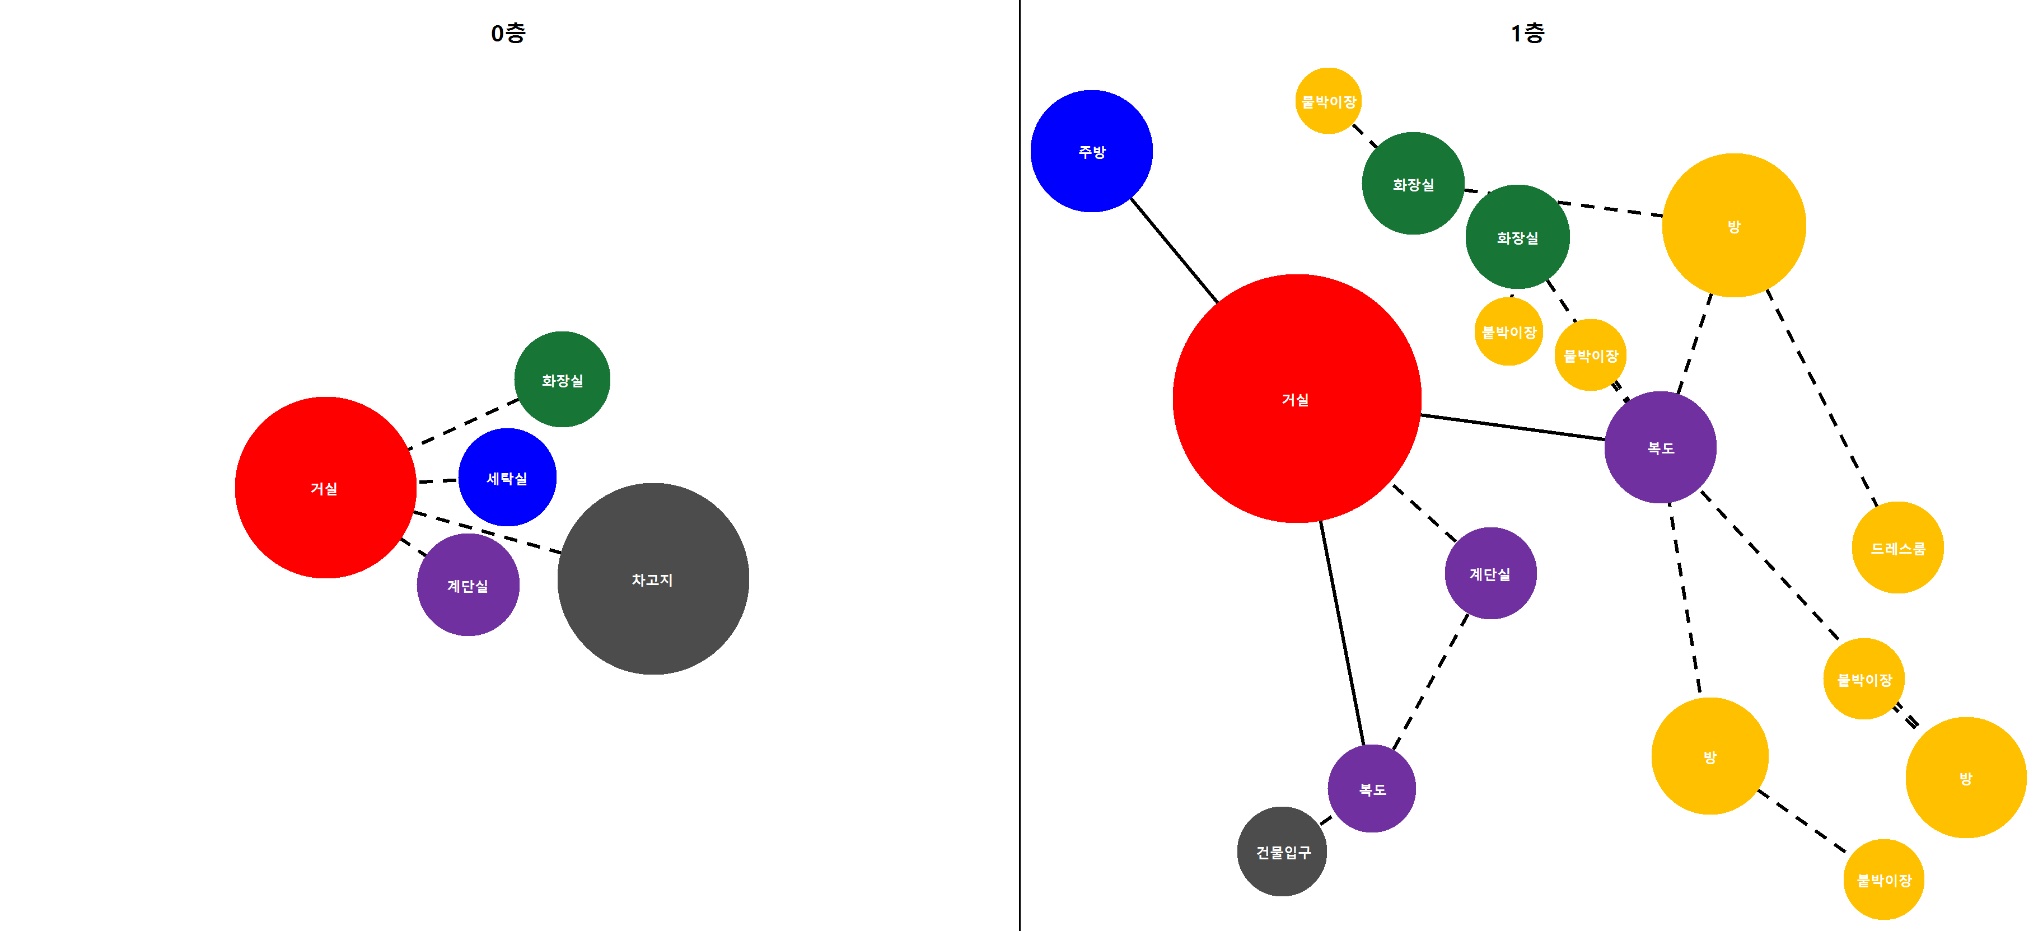 0층
화장실
거실
세탁실
계단실
차고지
1층
붙박이장
주방
화장실
방
화장실
붙박이장
붙박이장
거실
복도
계단실
드레스룸
붙박이장
방
방
복도
건물입구
붙박이장